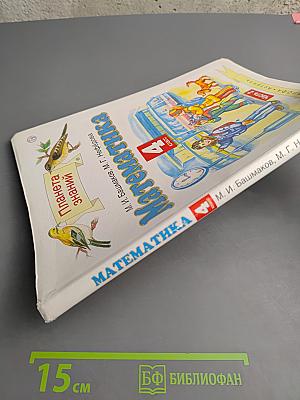 М. И. Башмаков, М. Г. Нефёдова
Математика
4
Планета
знаний
МАТЕМАТИКА 4 М. И. Башмаков, М. Г. Н
15 см
БФ БИБЛИОФАН